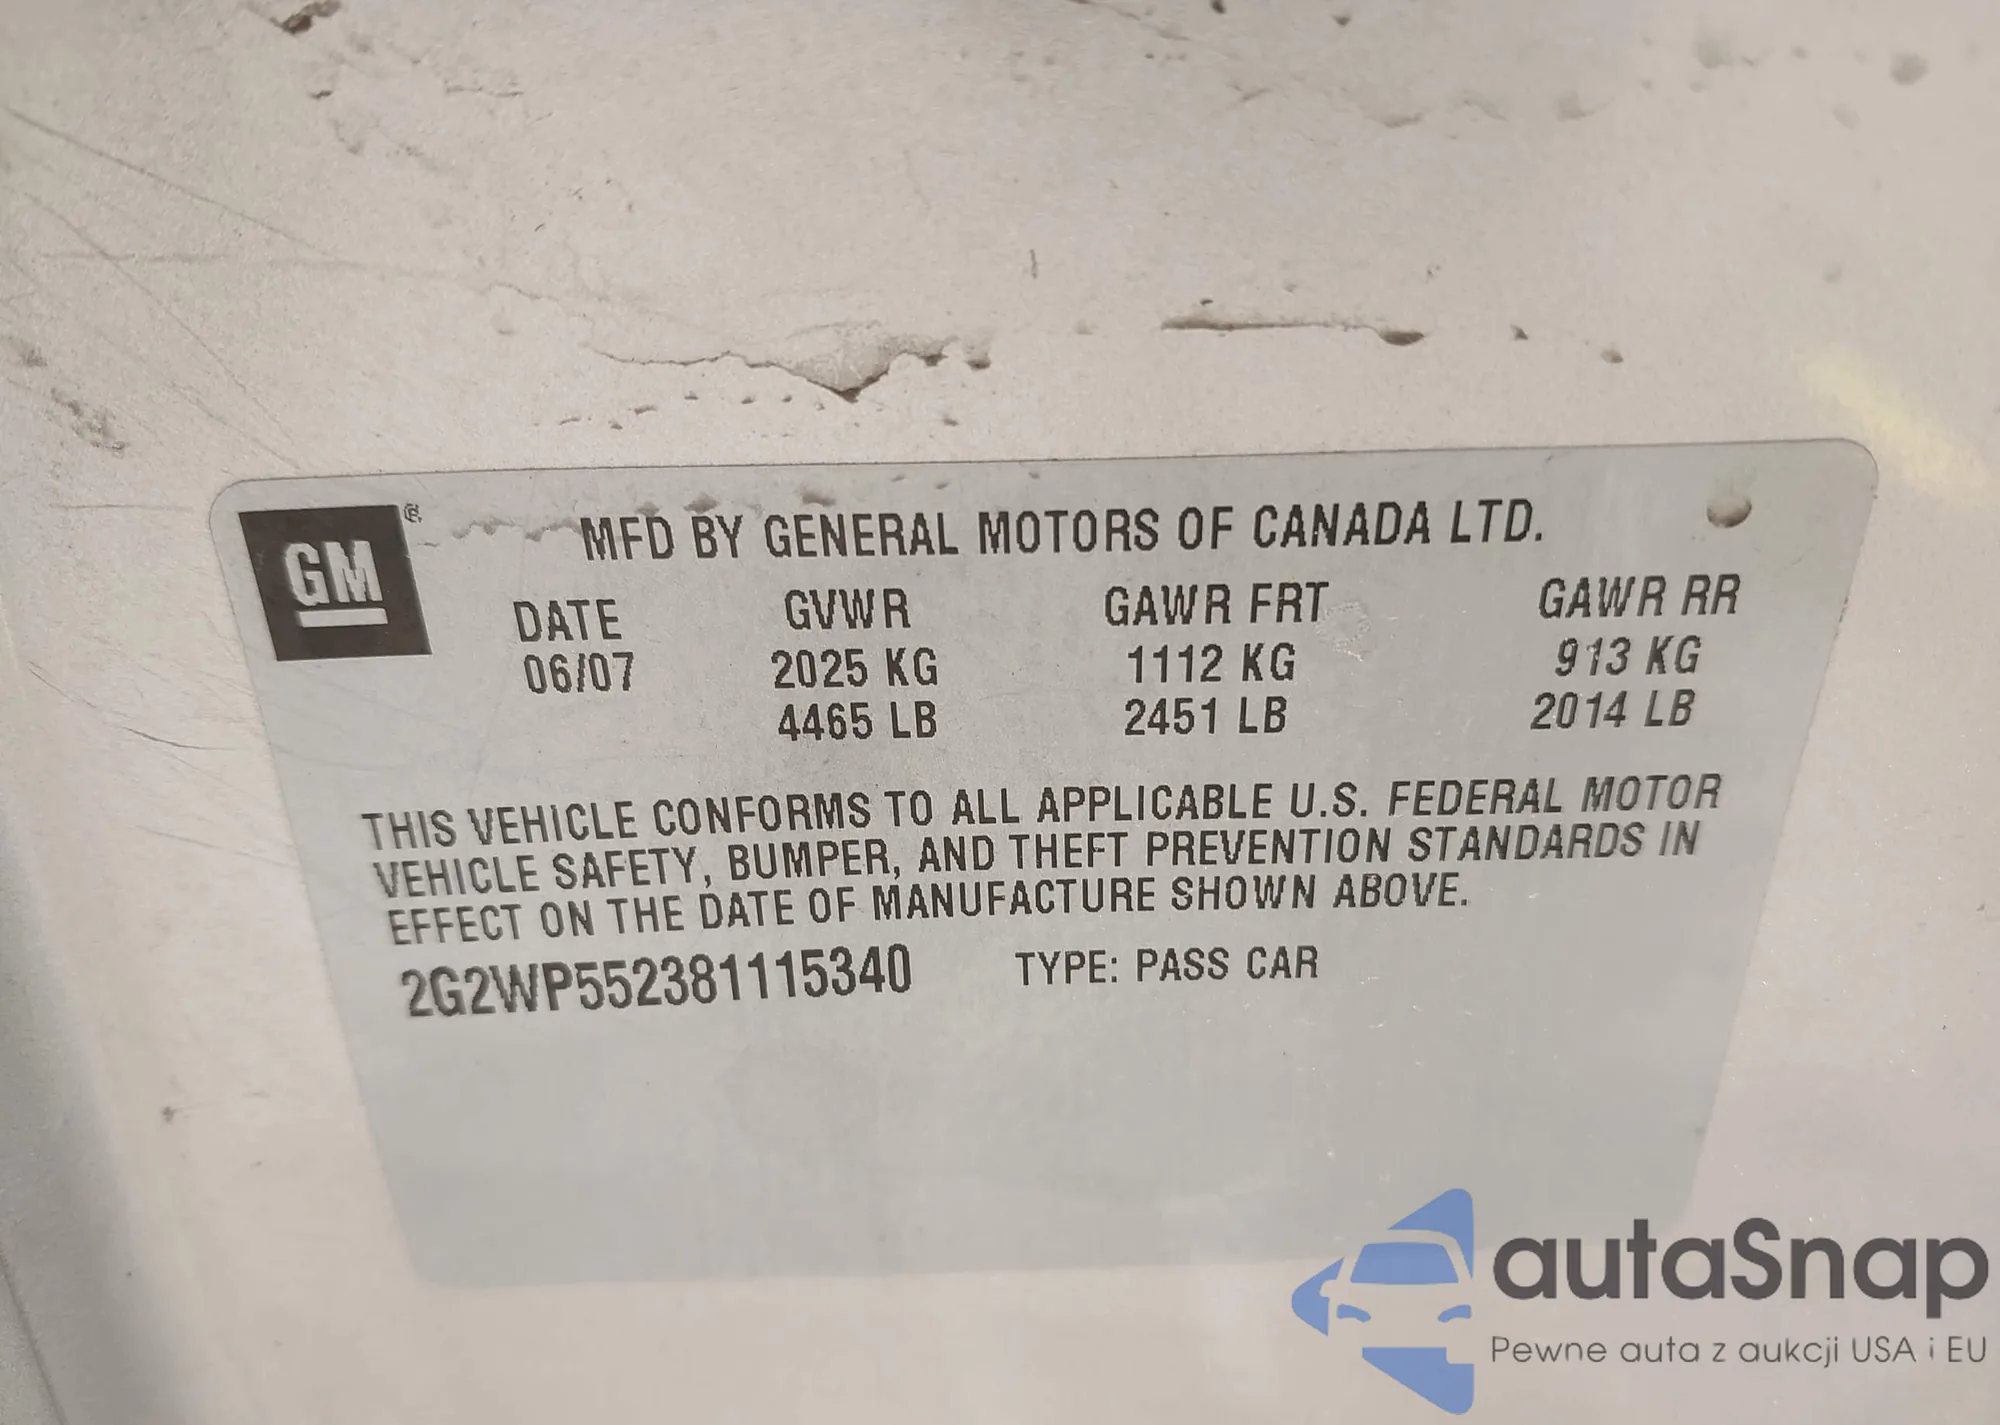 GM
®
MFD BY GENERAL MOTORS OF CANADA LTD.
DATE GVWR GAWR FRT GAWR RR
06/07 2025 KG 1112 KG 913 KG
4465 LB 2451 LB 2014 LB
THIS VEHICLE CONFORMS TO ALL APPLICABLE U.S. FEDERAL MOTOR
VEHICLE SAFETY, BUMPER, AND THEFT PREVENTION STANDARDS IN
EFFECT ON THE DATE OF MANUFACTURE SHOWN ABOVE.
2G2WP552381115340 TYPE: PASS CAR
autaSnap
Pewne auta z aukcji USA i EU